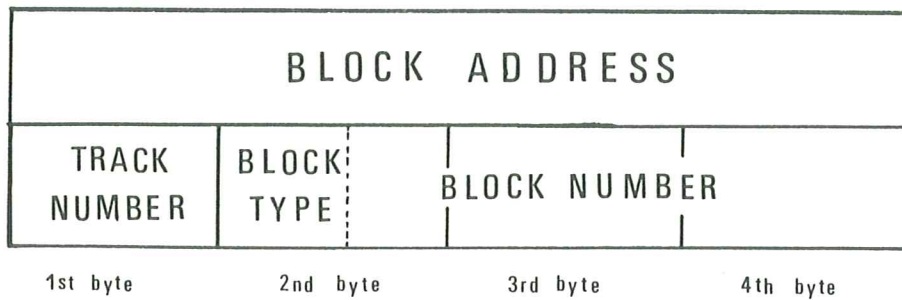 BLOCK ADDRESS
TRACK NUMBER
BLOCK TYPE
BLOCK NUMBER
1st byte 2nd byte 3rd byte 4th byte